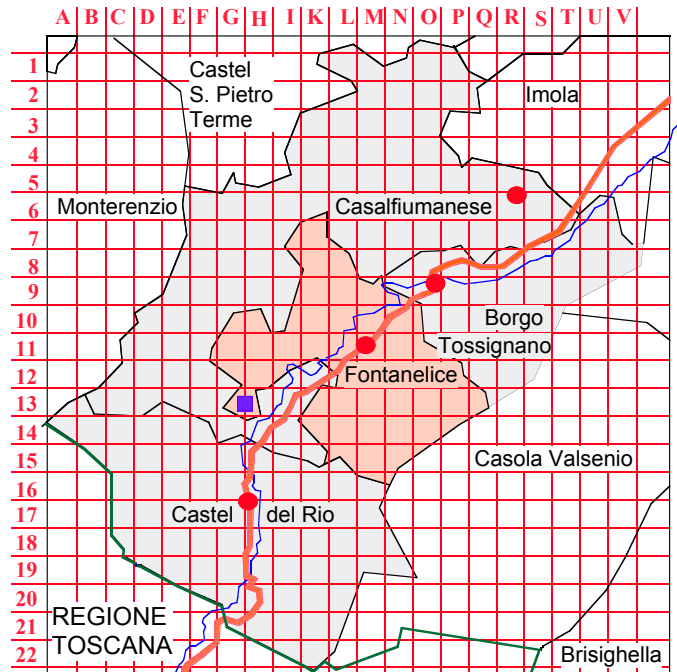 A B C D E F G H I K L M N O P Q R S T U V
1
Castel
2
S. Pietro
Imola
Terme
3
4
5
Monterenzio
6
Casalfiumanese
7
8
9
10
Borgo
11
Tossignano
12
Fontanelice
13
14
15
Casola Valsenio
16
17
Castel del Rio
18
19
20
REGIONE
21
TOSCANA
22
Brisighella